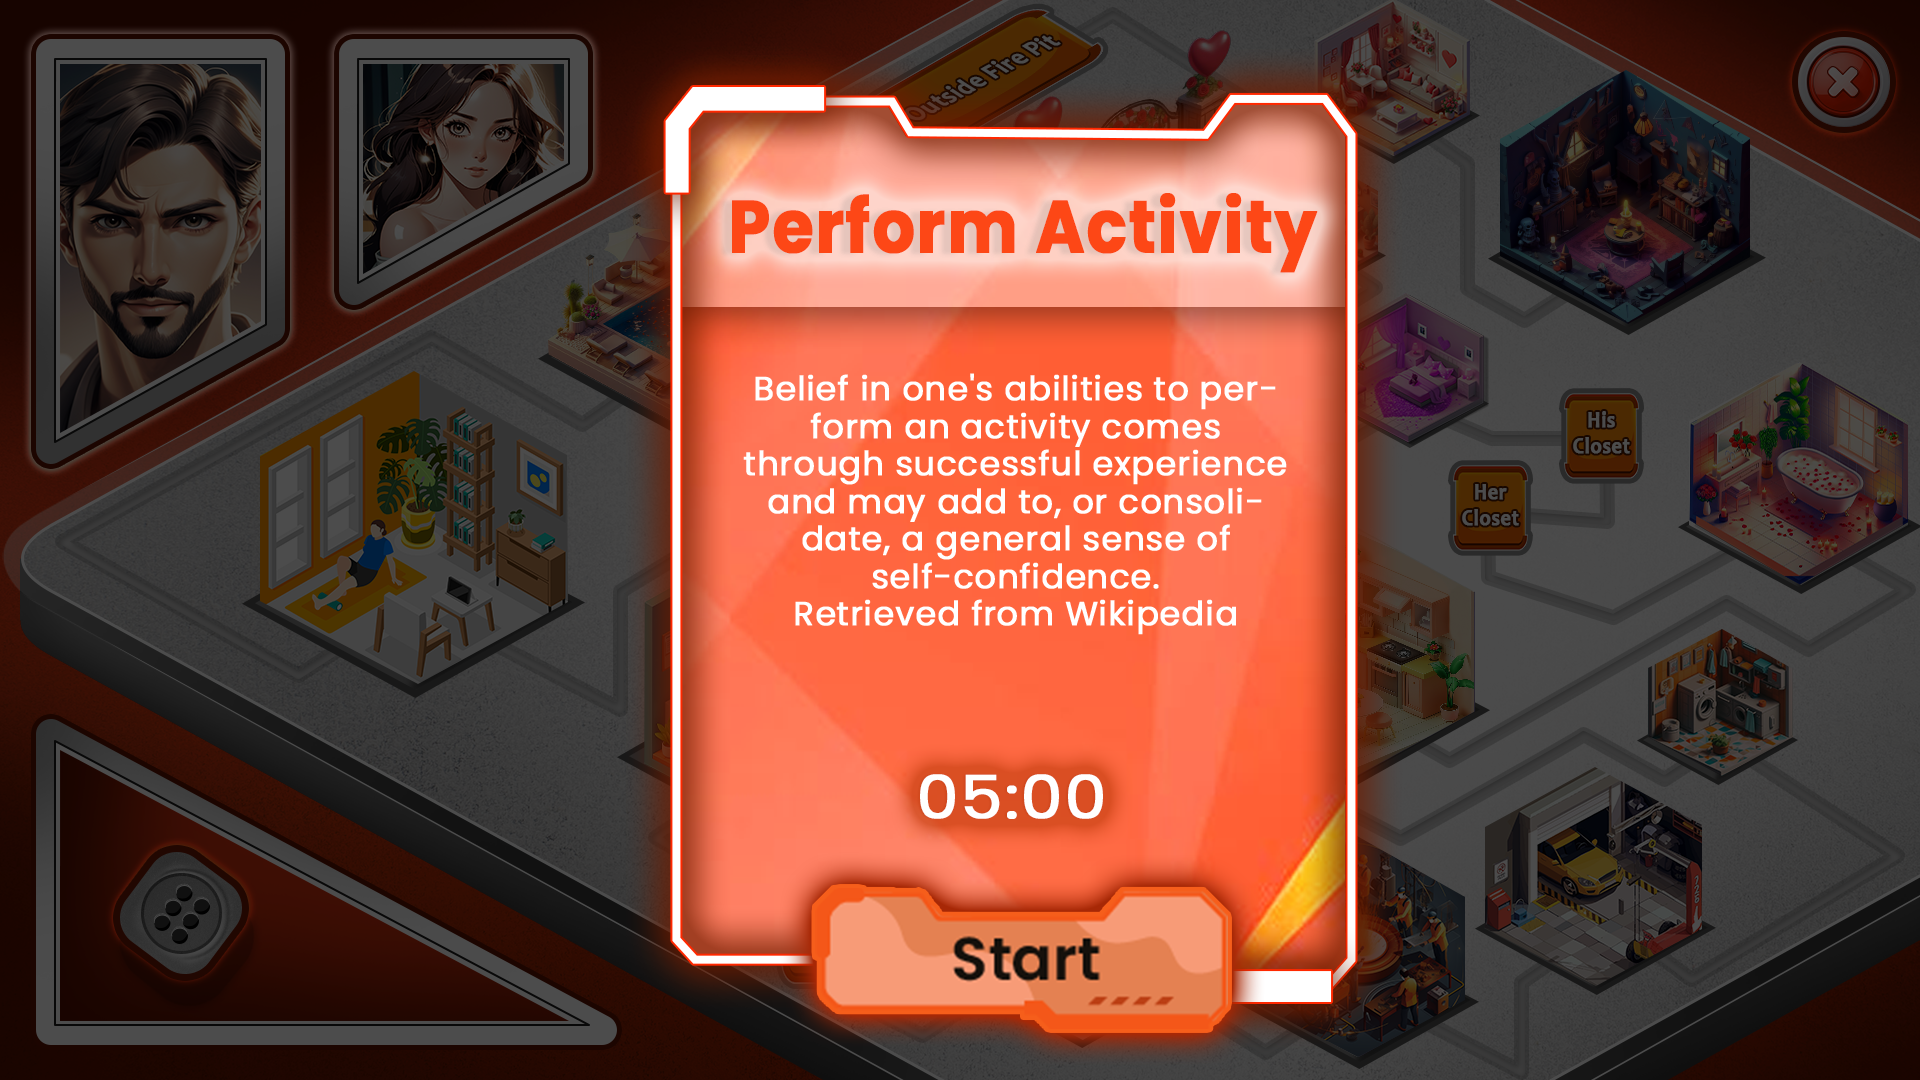 Outside Fire Pit
Perform Activity
Belief in one's abilities to per-
form an activity comes
through successful experience
and may add to, or consoli-
date, a general sense of
self-confidence.
Retrieved from Wikipedia
His
Closet
Her
Closet
05:00
Start